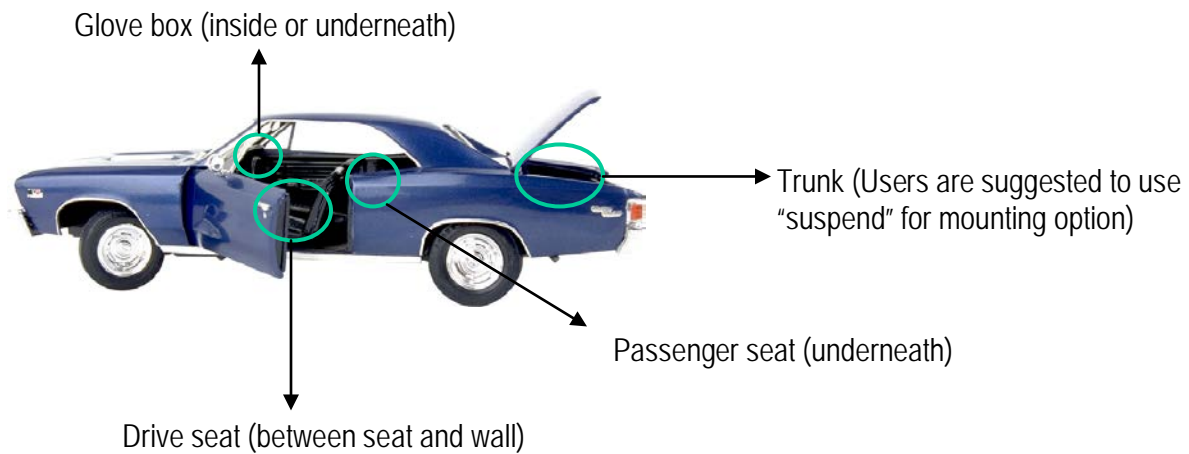 Glove box (inside or underneath)
Trunk (Users are suggested to use
“suspend” for mounting option)
Passenger seat (underneath)
Drive seat (between seat and wall)